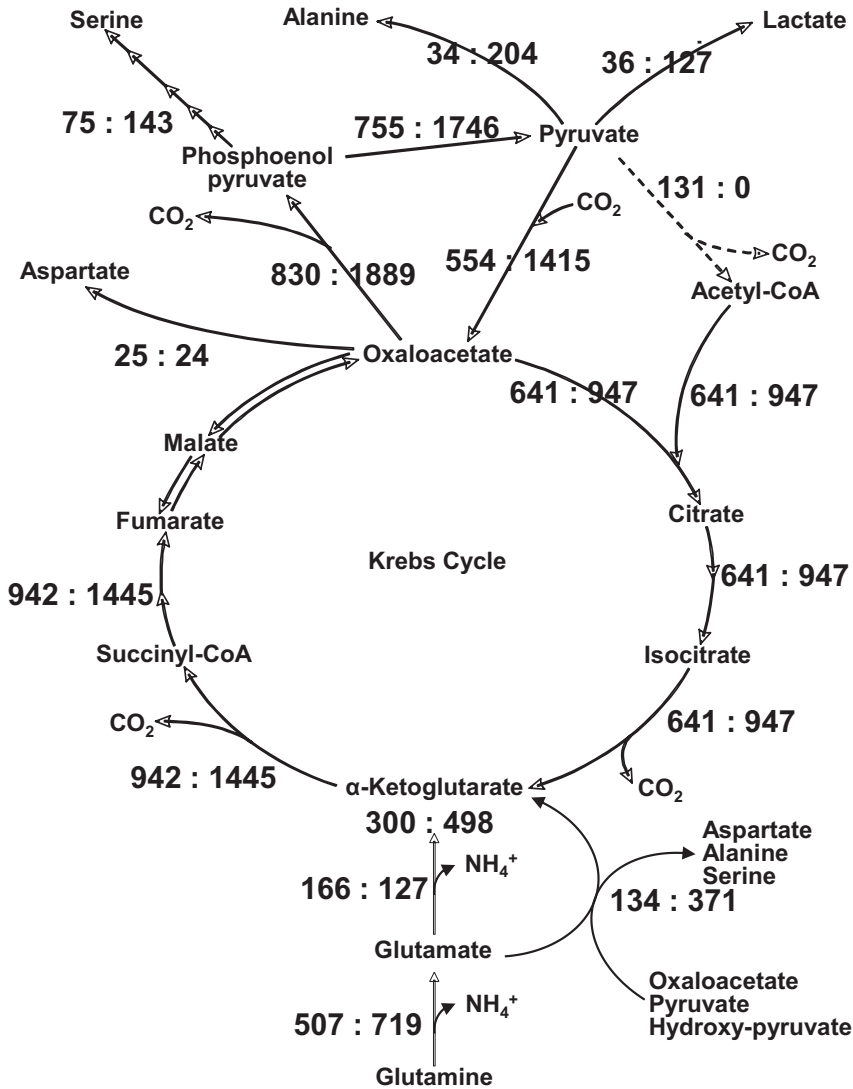 Serine
Alanine
Lactate
34 : 204
36 : 127
75 : 143
755 : 1746
Pyruvate
Phosphoenol
pyruvate
131 : 0
CO2
CO2
CO2
830 : 1889
554 : 1415
Aspartate
Acetyl-CoA
25 : 24
Oxaloacetate
641 : 947
641 : 947
Malate
Citrate
Fumarate
Krebs Cycle
641 : 947
942 : 1445
Succinyl-CoA
Isocitrate
CO2
641 : 947
942 : 1445
α-Ketoglutarate
CO2
300 : 498
Aspartate
Alanine
Serine
NH4+
166 : 127
134 : 371
Glutamate
Oxaloacetate
Pyruvate
Hydroxy-pyruvate
NH4+
507 : 719
Glutamine